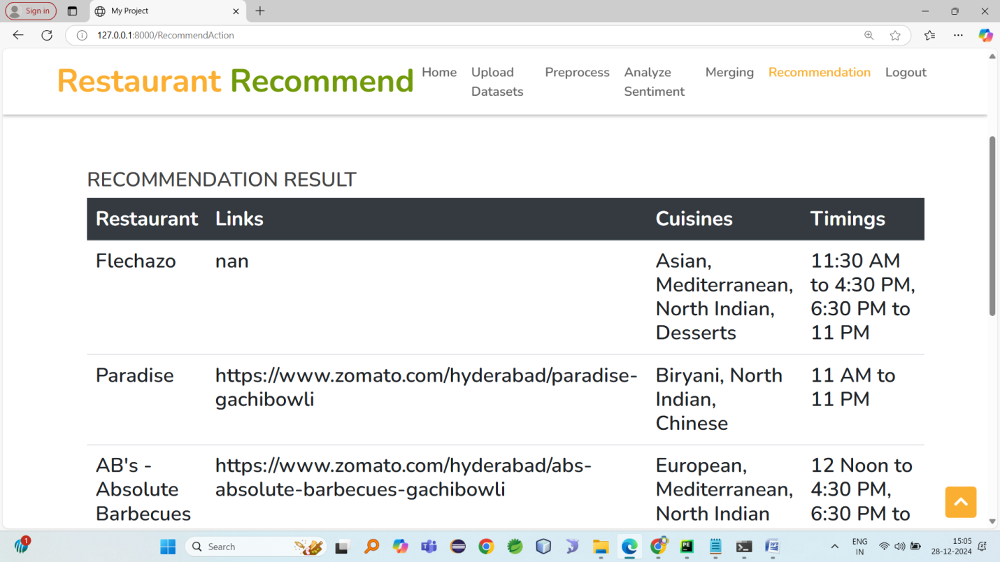 Sign in
My Project
127.0.0.1:8000/RecommendAction
Restaurant Recommend
Home
Upload
Datasets
Preprocess
Analyze
Sentiment
Merging
Recommendation
Logout
RECOMMENDATION RESULT
Restaurant Links Cuisines Timings
Flechazo nan Asian, 11:30 AM
Mediterranean, to 4:30 PM,
North Indian, 6:30 PM to
Desserts 11 PM
Paradise https://www.zomato.com/hyderabad/paradise- Biryani, North 11 AM to
gachibowli Indian, 11 PM
Chinese
AB's - https://www.zomato.com/hyderabad/abs- European, 12 Noon to
Absolute absolute-barbecues-gachibowli Mediterranean, 4:30 PM,
Barbecues North Indian 6:30 PM to
1
Search
PE
W
ENG
IN
15:05
28-12-2024